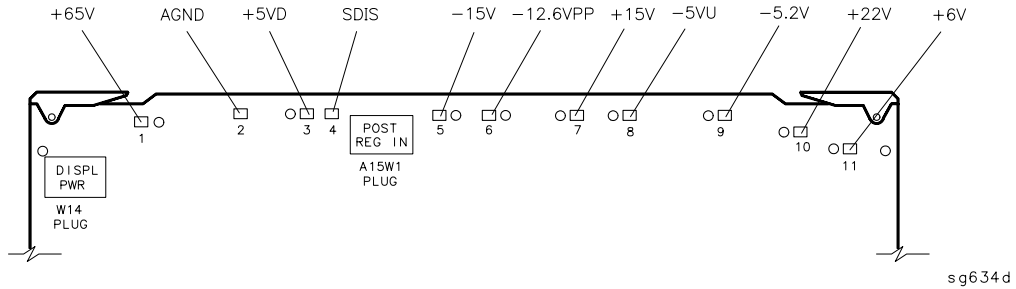 +65V AGND +5VD SDIS −15V −12.6VPP +15V −5VU −5.2V +22V +6V
1 2 3 4 5 6 7 8 9 10 11
POST
REG IN
A15W1
PLUG
DISPL
PWR
W14
PLUG
sg634d